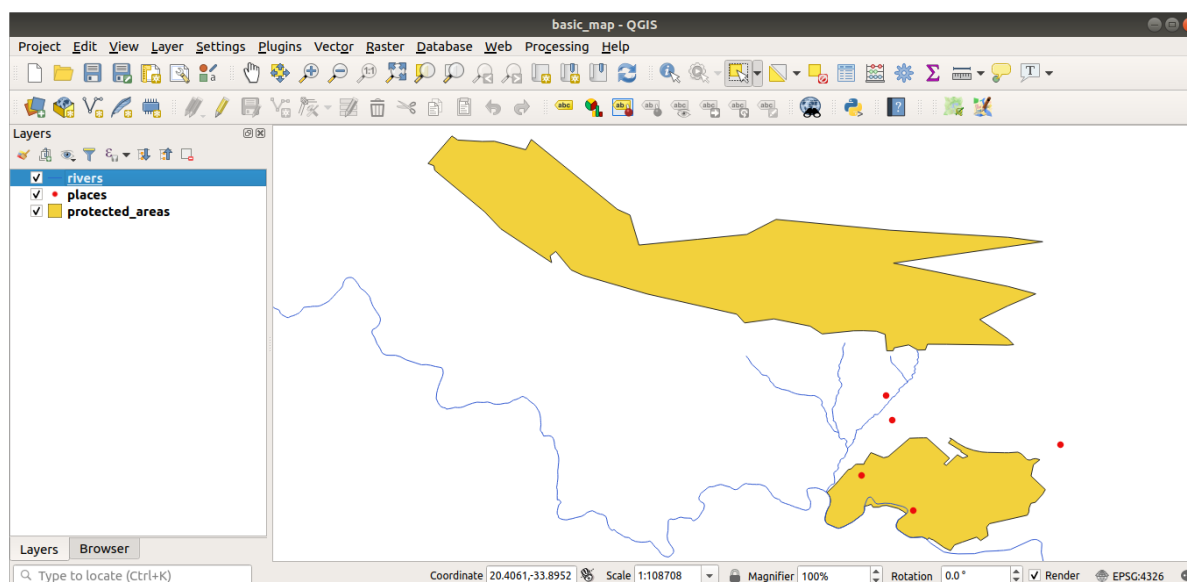 basic_map - QGIS
Project Edit View Layer Settings Plugins Vector Raster Database Web Processing Help
Layers
rivers
places
protected_areas
Layers Browser
Type to locate (Ctrl+K) Coordinate 20.4061,-33.8952 Scale 1:108708 Magnifier 100% Rotation 0.0 ° Render EPSG:4326